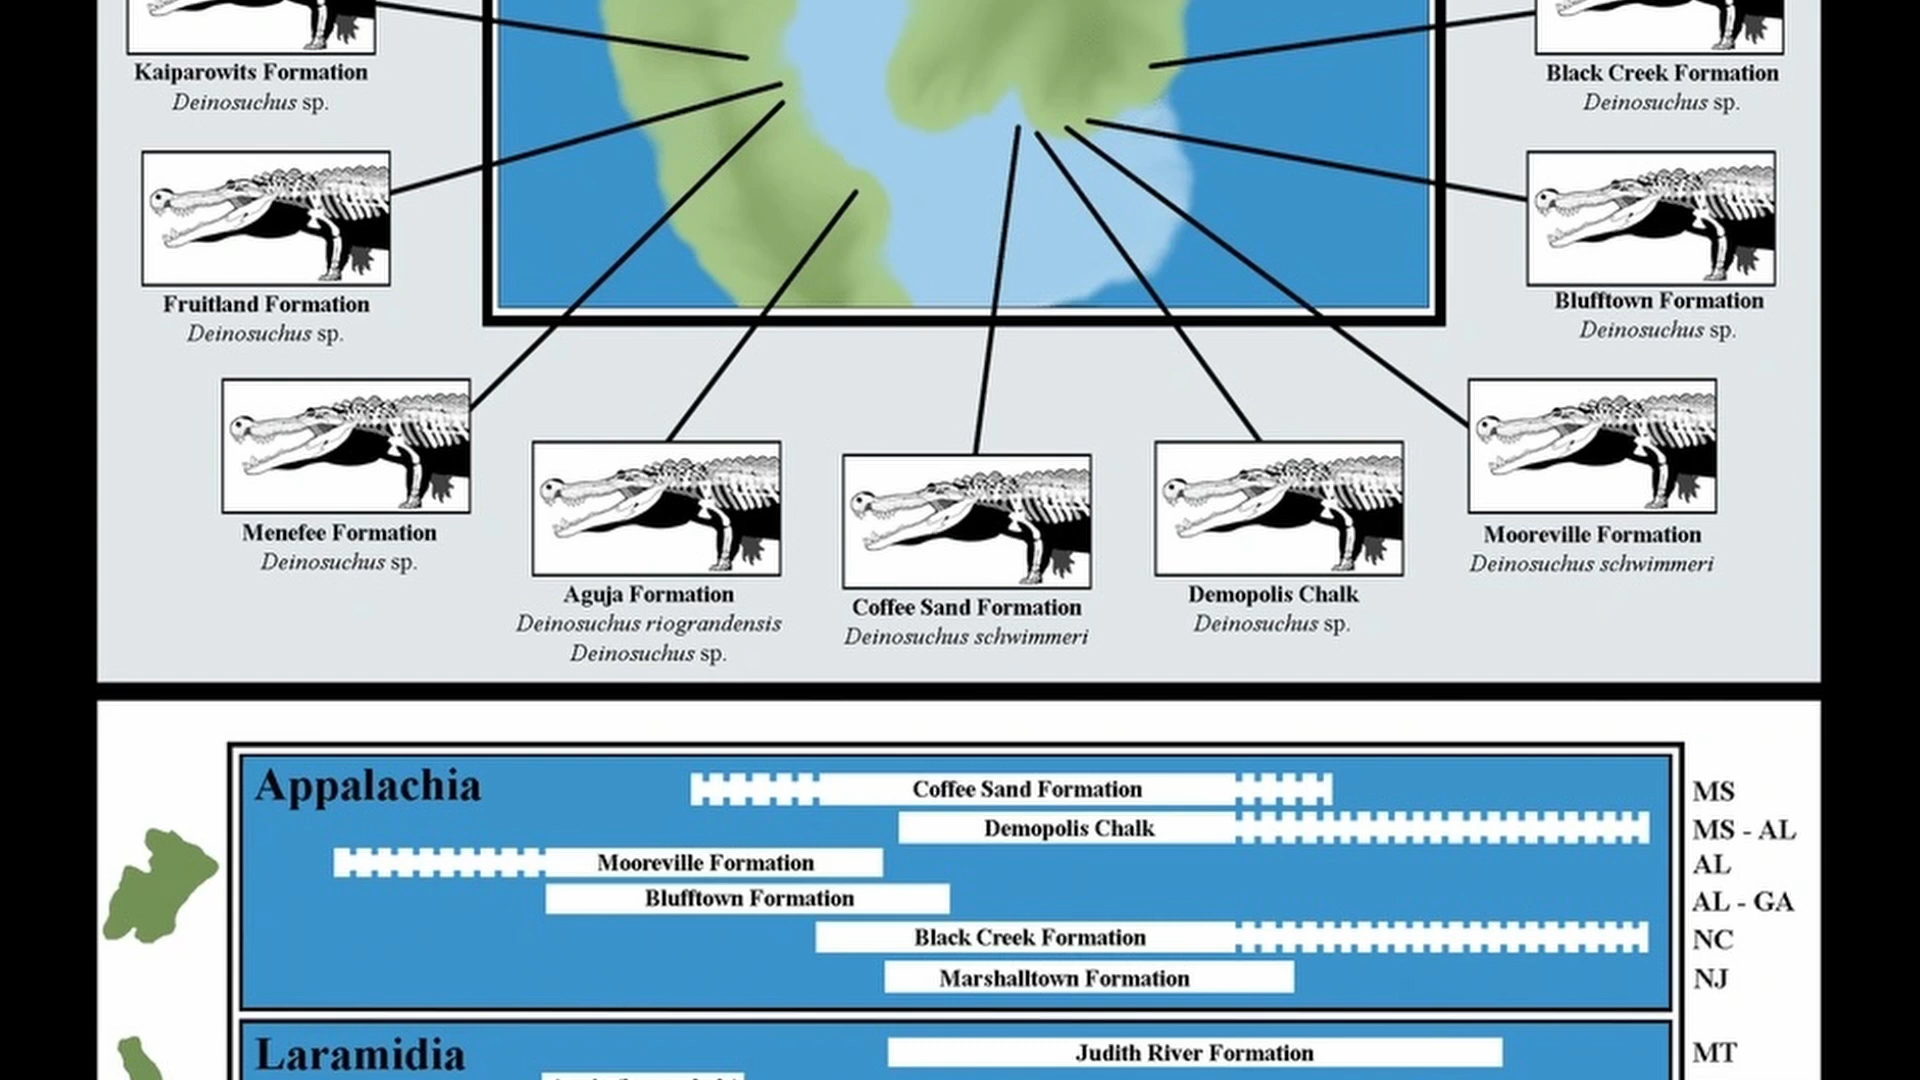 Kaiparowits Formation
Deinosuchus sp.
Black Creek Formation
Deinosuchus sp.
Fruitland Formation
Deinosuchus sp.
Blufftown Formation
Deinosuchus sp.
Menefee Formation
Deinosuchus sp.
Aguja Formation
Deinosuchus riograndensis
Deinosuchus sp.
Coffee Sand Formation
Deinosuchus schwimmeri
Demopolis Chalk
Deinosuchus sp.
Mooreville Formation
Deinosuchus schwimmeri
Appalachia
Coffee Sand Formation MS
Demopolis Chalk MS - AL
Mooreville Formation AL
Blufftown Formation AL - GA
Black Creek Formation NC
Marshalltown Formation NJ
Laramidia
Judith River Formation MT